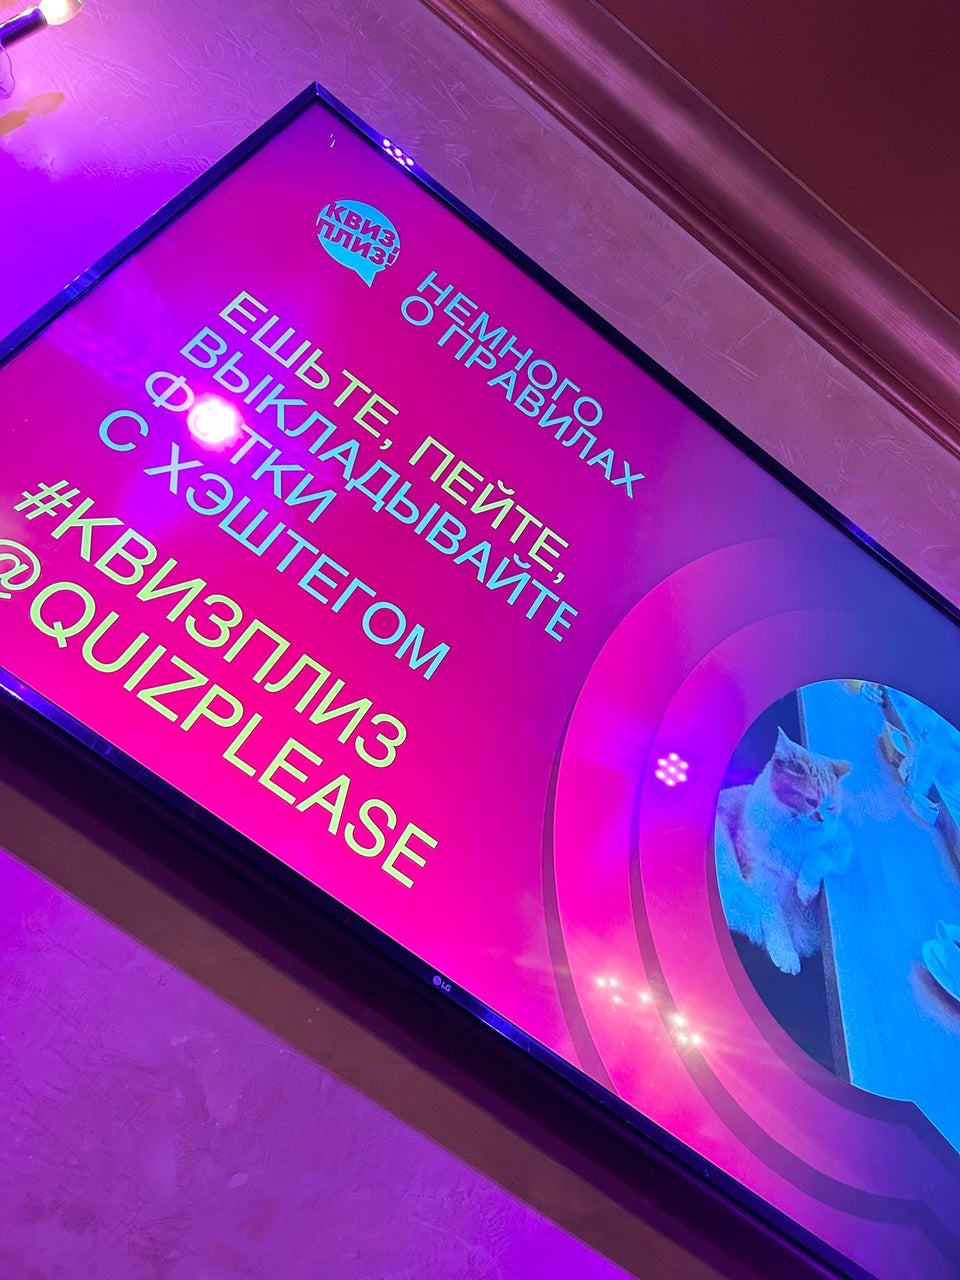 КВИЗ,
ПЛИЗ!
НЕМНОГО
О ПРАВИЛАХ
ЕШЬТЕ, ПЕЙТЕ,
ВЫКЛАДЫВАЙТЕ
ФОТКИ
С ХЭШТЕГОМ
#КВИЗПЛИЗ
@QUIZPLEASE
LG